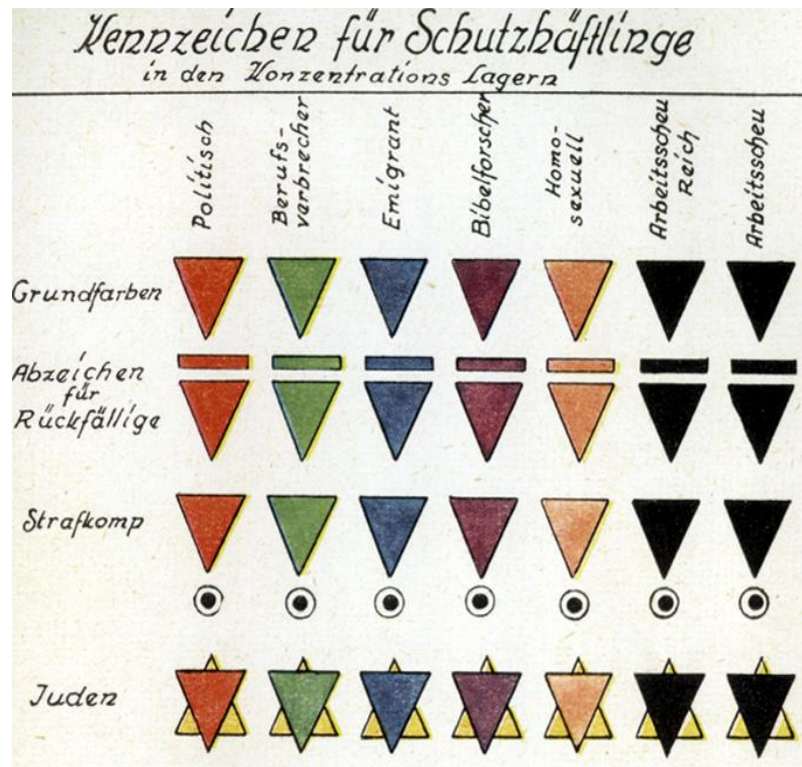 Kennzeichen für Schutzhäftlinge
in den Konzentrations Lagern
Politisch
Berufs-
verbrecher
Emigrant
Bibelforscher
Homo-
sexuell
Arbeitsscheu
Reich
Arbeitsscheu
Grundfarben
Abzeichen
für
Rückfällige
Strafkomp
Juden